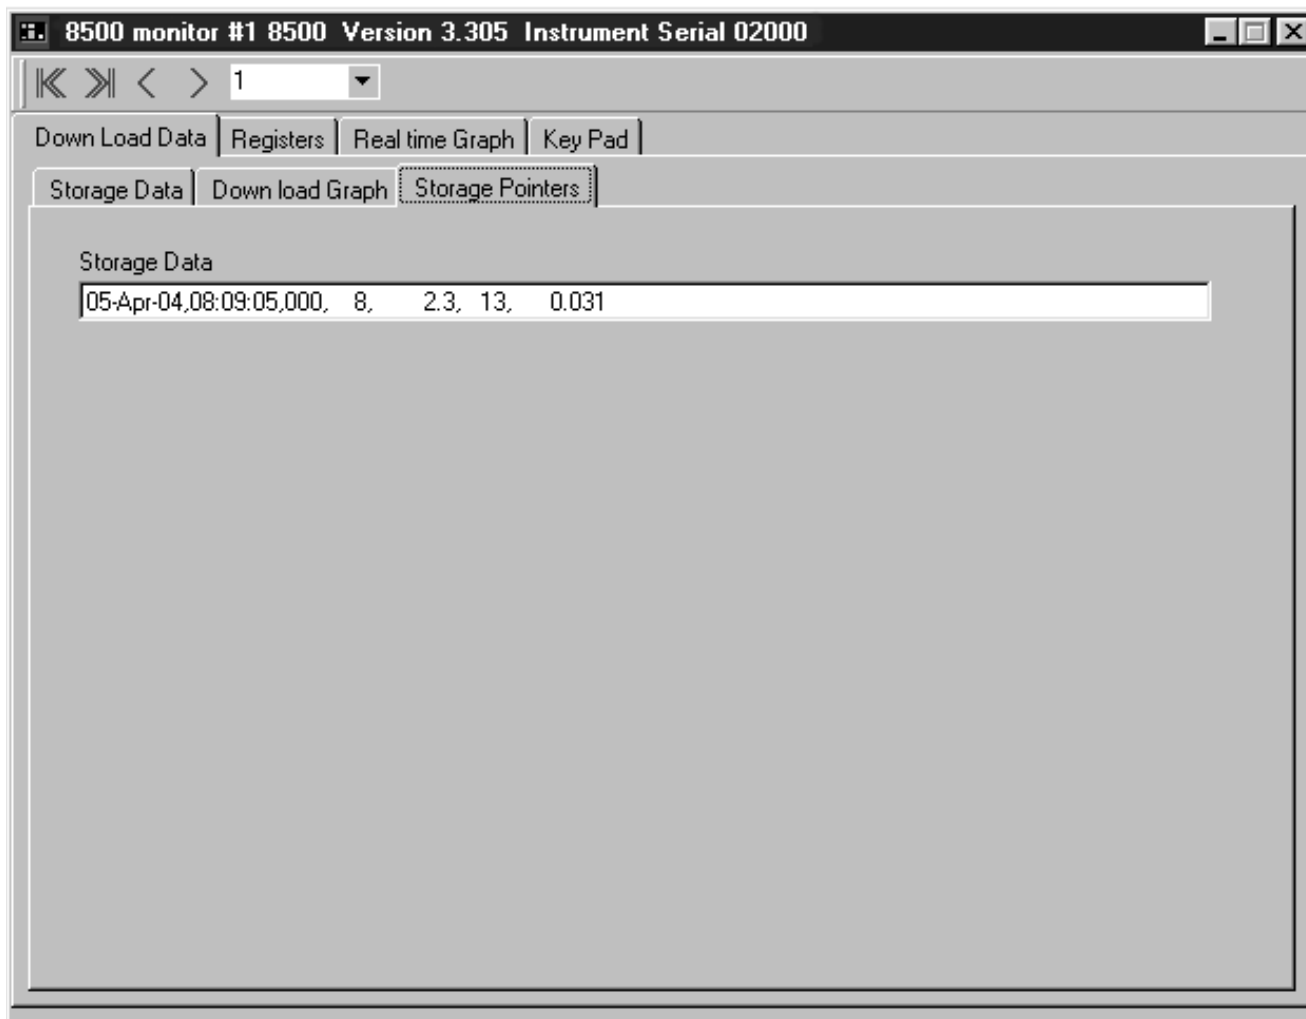 8500 monitor #1 8500 Version 3.305 Instrument Serial 02000
1
Down Load Data Registers Real time Graph Key Pad
Storage Data Down load Graph Storage Pointers
Storage Data
05-Apr-04,08:09:05,000, 8, 2.3, 13, 0.031